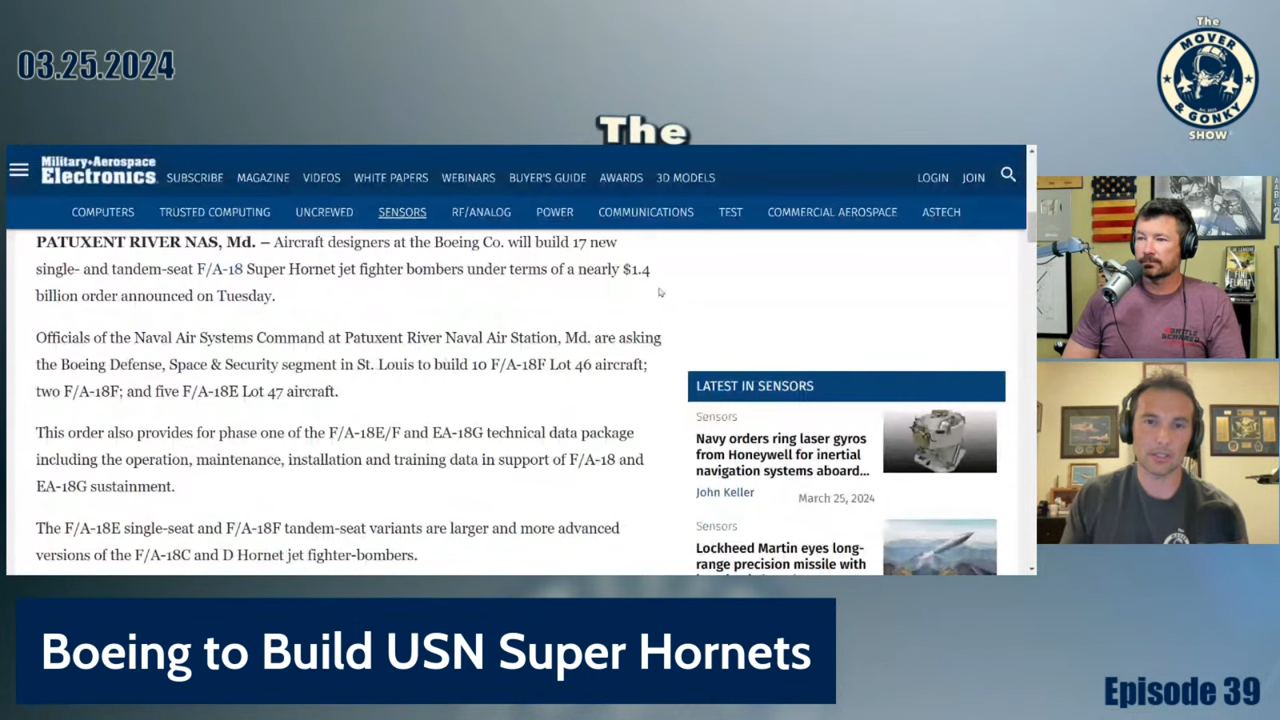 03.25.2024
The
MOVER
& GONKY
SHOW
The
Military+Aerospace
Electronics
SUBSCRIBE MAGAZINE VIDEOS WHITE PAPERS WEBINARS BUYER'S GUIDE AWARDS 3D MODELS
LOGIN JOIN
COMPUTERS TRUSTED COMPUTING UNCREWED SENSORS RF/ANALOG POWER COMMUNICATIONS TEST COMMERCIAL AEROSPACE ASTECH
PATUXENT RIVER NAS, Md. – Aircraft designers at the Boeing Co. will build 17 new
single- and tandem-seat F/A-18 Super Hornet jet fighter bombers under terms of a nearly $1.4
billion order announced on Tuesday.
Officials of the Naval Air Systems Command at Patuxent River Naval Air Station, Md. are asking
the Boeing Defense, Space & Security segment in St. Louis to build 10 F/A-18F Lot 46 aircraft;
two F/A-18F; and five F/A-18E Lot 47 aircraft.
This order also provides for phase one of the F/A-18E/F and EA-18G technical data package
including the operation, maintenance, installation and training data in support of F/A-18 and
EA-18G sustainment.
The F/A-18E single-seat and F/A-18F tandem-seat variants are larger and more advanced
versions of the F/A-18C and D Hornet jet fighter-bombers.
LATEST IN SENSORS
Sensors
Navy orders ring laser gyros
from Honeywell for inertial
navigation systems aboard...
John Keller March 25, 2024
Sensors
Lockheed Martin eyes long-
range precision missile with
Boeing to Build USN Super Hornets
Episode 39